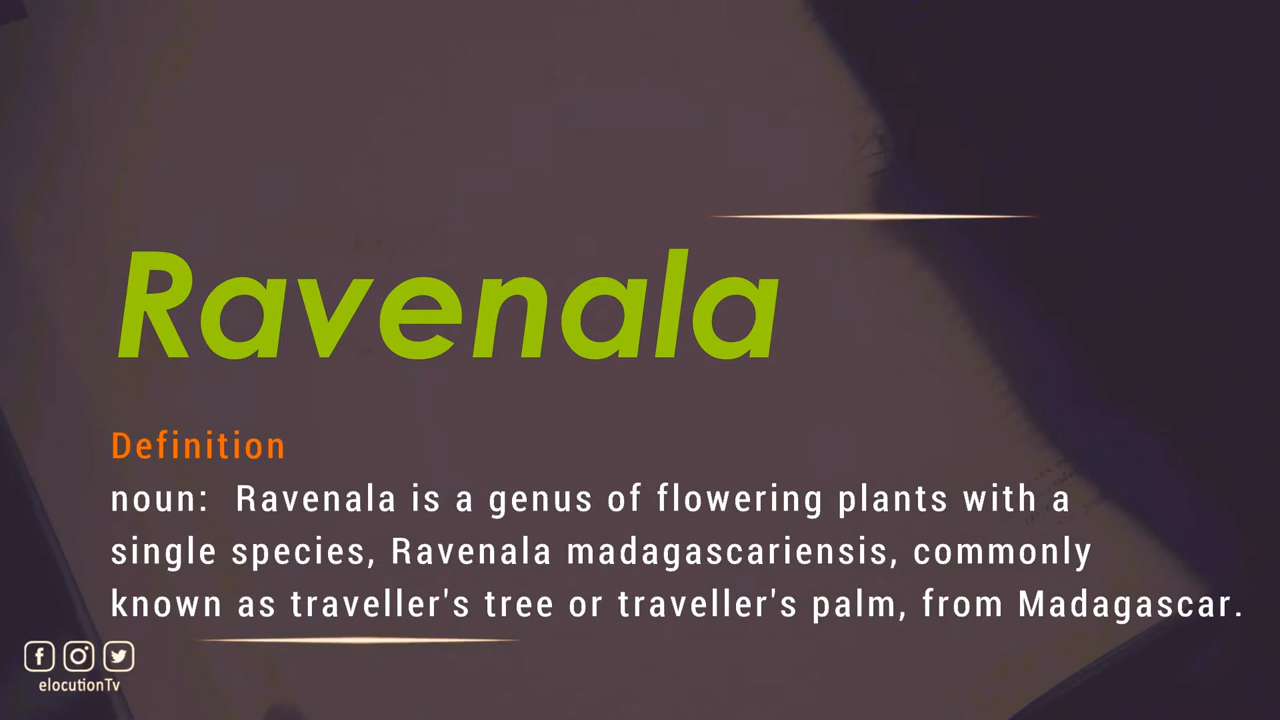 Ravenala
Definition
noun: Ravenala is a genus of flowering plants with a
single species, Ravenala madagascariensis, commonly
known as traveller's tree or traveller's palm, from Madagascar.
elocutionTv